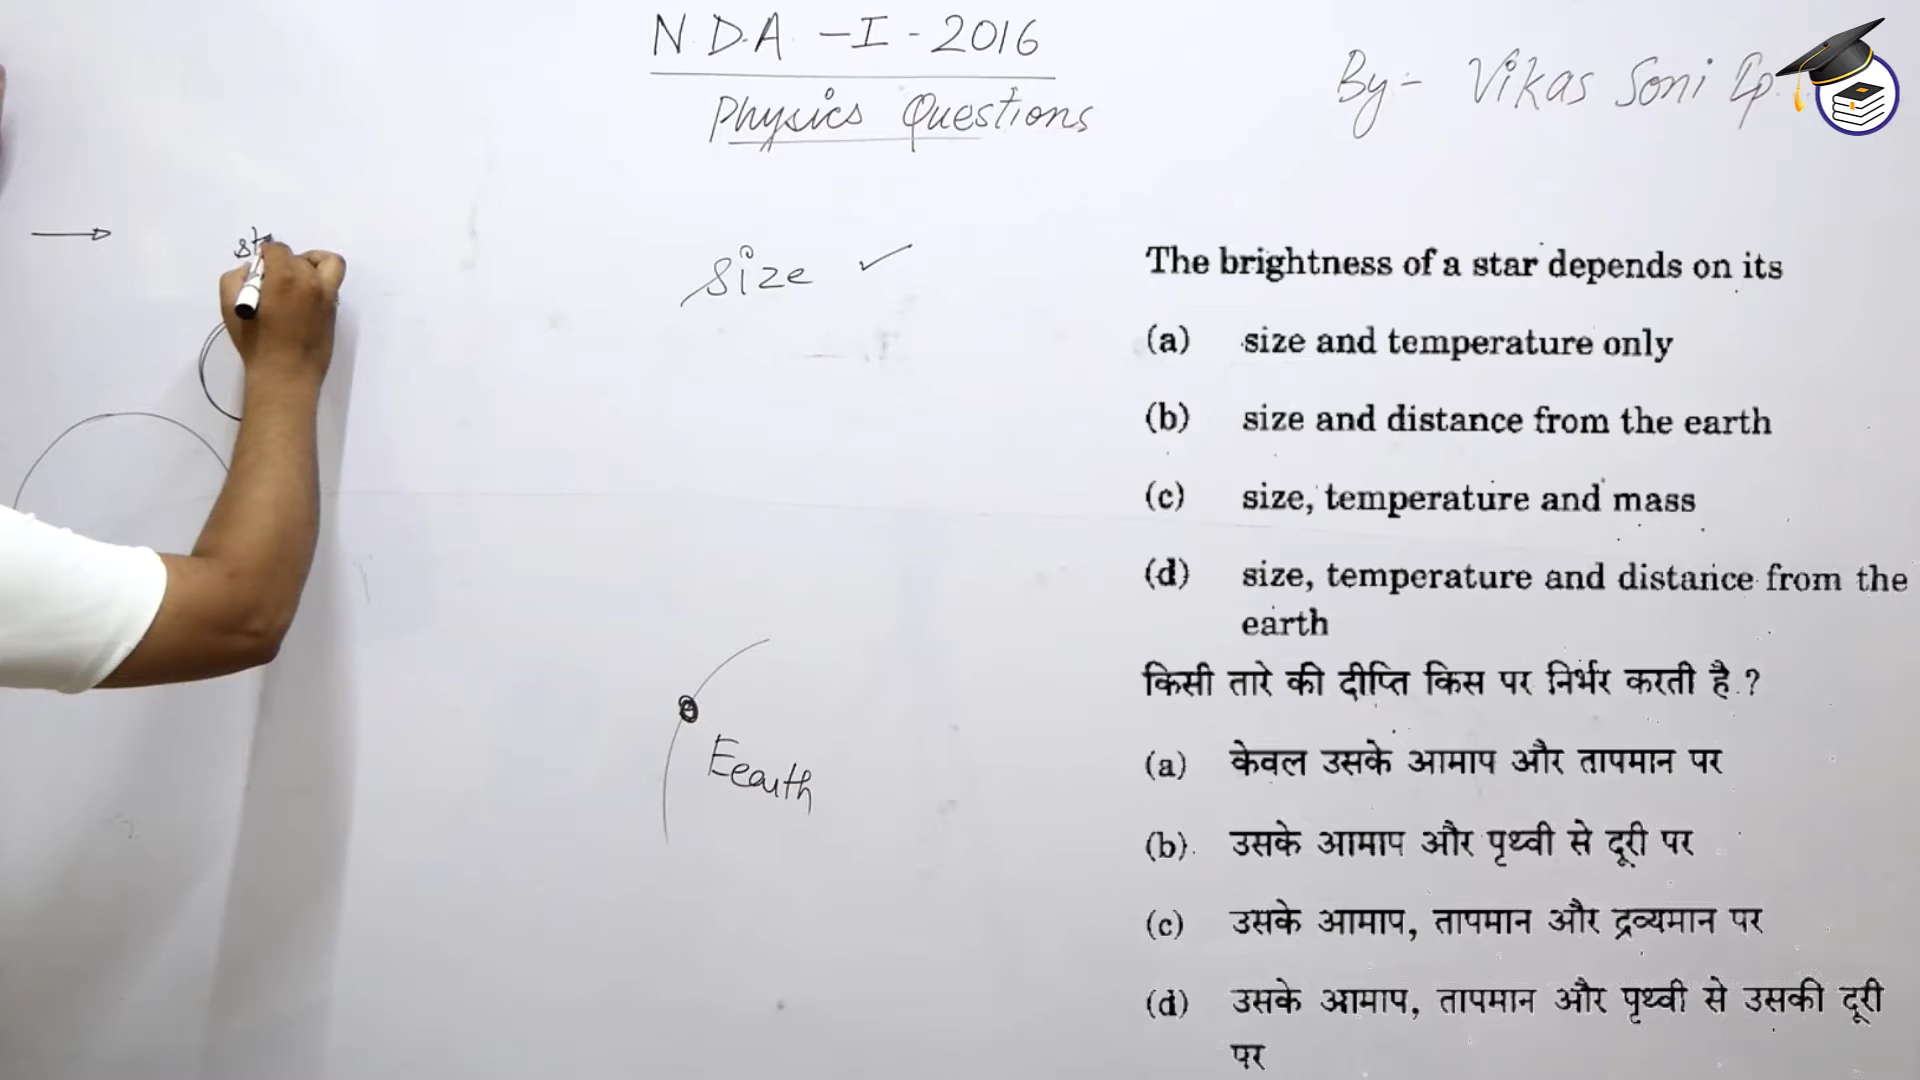 N.D.A - I - 2016
Physics Questions
By:- Vikas Soni
size ✓
Eearth
The brightness of a star depends on its
(a) size and temperature only
(b) size and distance from the earth
(c) size, temperature and mass
(d) size, temperature and distance from the
earth
किसी तारे की दीप्ति किस पर निर्भर करती है ?
(a) केवल उसके आमाप और तापमान पर
(b) उसके आमाप और पृथ्वी से दूरी पर
(c) उसके आमाप, तापमान और द्रव्यमान पर
(d) उसके आमाप, तापमान और पृथ्वी से उसकी दूरी
पर